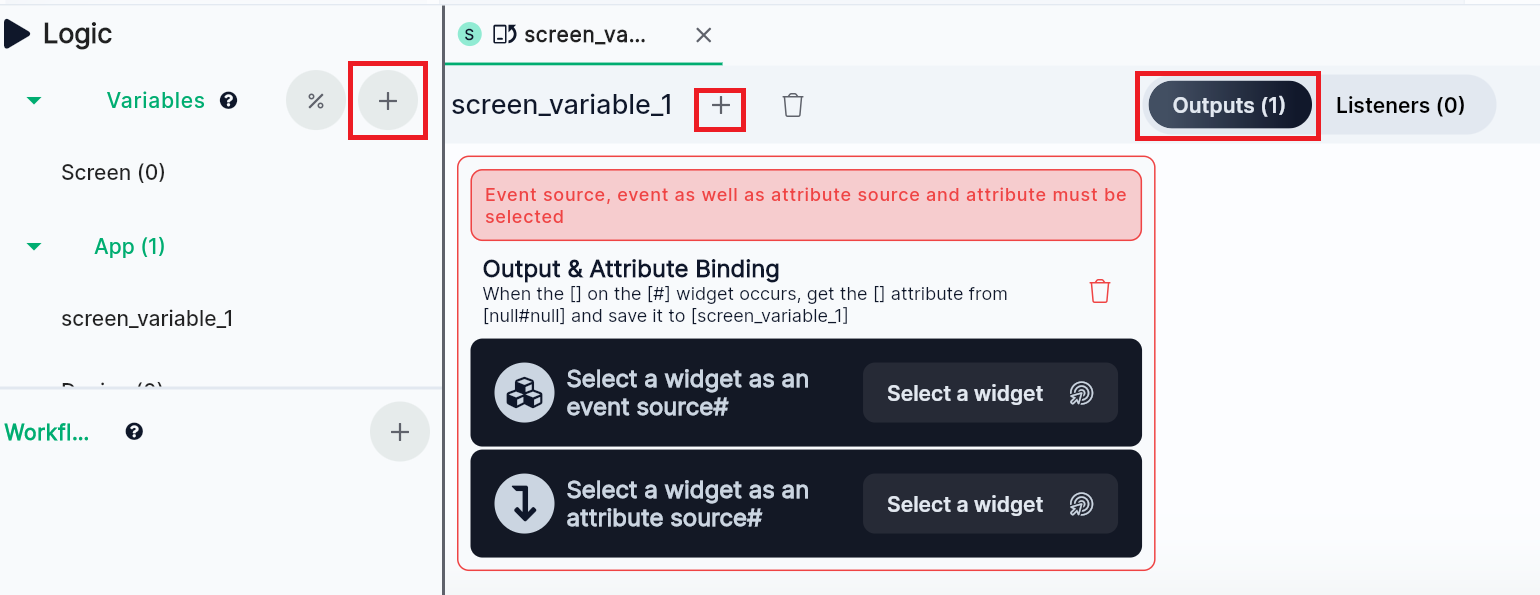 Logic
Variables ?
%
+
Screen (0)
App (1)
screen_variable_1
Workfl... ?
+
S screen_va...
screen_variable_1 +
Outputs (1) Listeners (0)
Event source, event as well as attribute source and attribute must be
selected
Output & Attribute Binding
When the [] on the [#] widget occurs, get the [] attribute from
[null#null] and save it to [screen_variable_1]
Select a widget as an
event source#
Select a widget
Select a widget as an
attribute source#
Select a widget